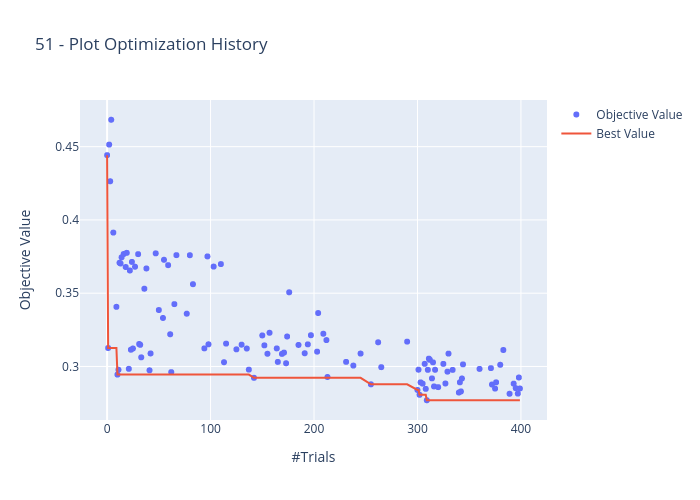 51 - Plot Optimization History
Objective Value
Best Value
0.45
0.4
0.35
0.3
Objective Value
0
100
200
300
400
#Trials